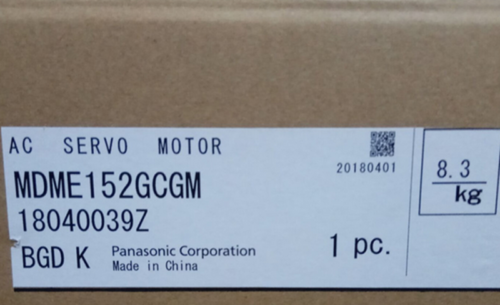 AC SERVO MOTOR
20180401
MDME152GCGM
18040039Z
BGD K
Panasonic Corporation
Made in China
1 pc.
8.3
kg